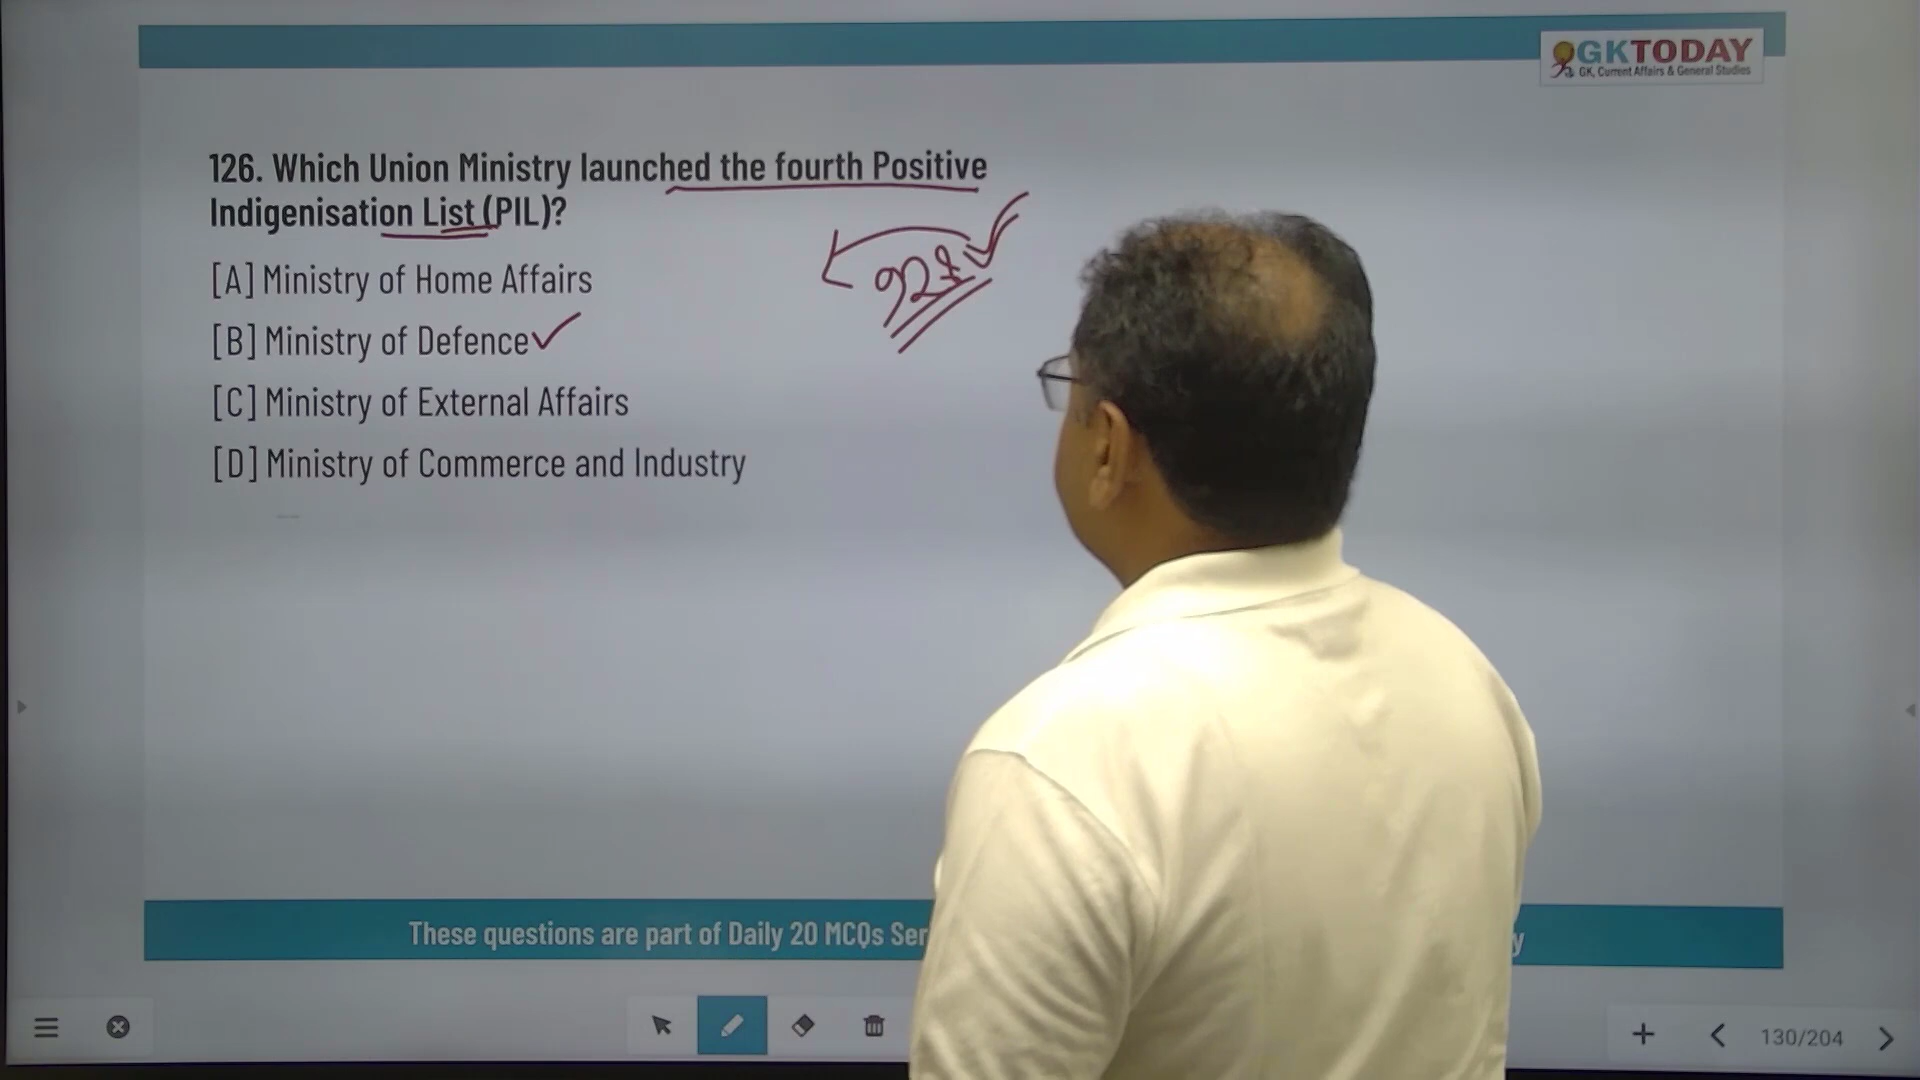 GKTODAY
GK, Current Affairs & General Studies
126. Which Union Ministry launched the fourth Positive
Indigenisation List (PIL)?
[A] Ministry of Home Affairs
[B] Ministry of Defence
[C] Ministry of External Affairs
[D] Ministry of Commerce and Industry
These questions are part of Daily 20 MCQs Ser
y
130/204